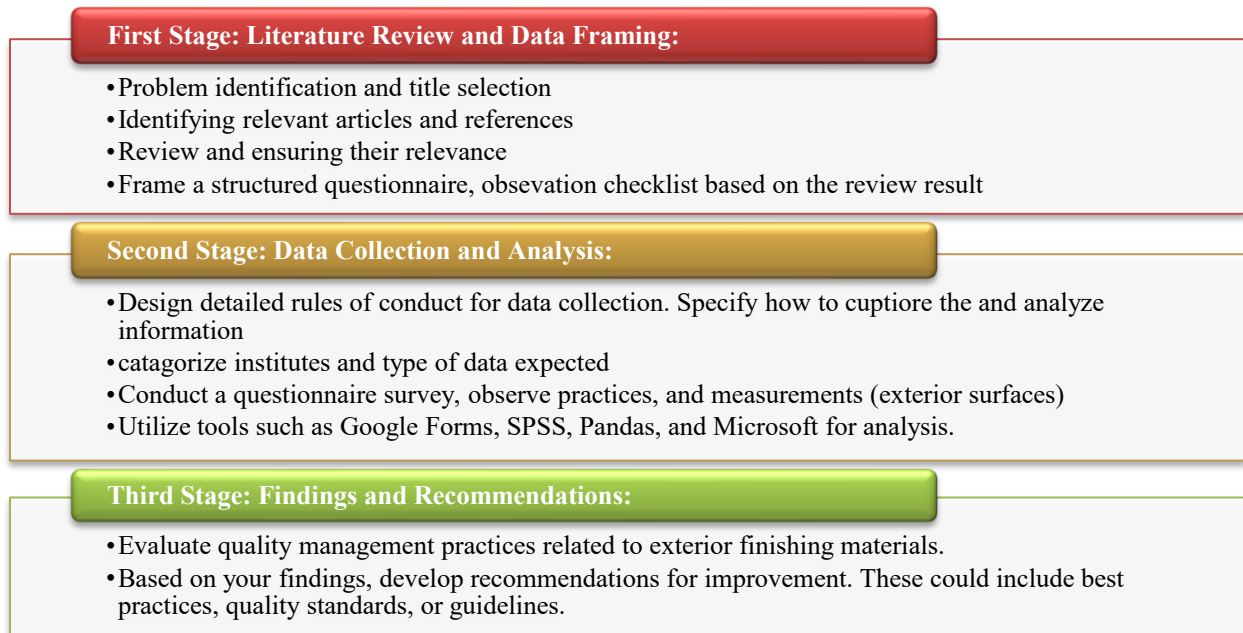 First Stage: Literature Review and Data Framing:
•Problem identification and title selection
•Identifying relevant articles and references
•Review and ensuring their relevance
•Frame a structured questionnaire, obsevation checklist based on the review result
Second Stage: Data Collection and Analysis:
•Design detailed rules of conduct for data collection. Specify how to cuptiore the and analyze
information
•catagorize institutes and type of data expected
•Conduct a questionnaire survey, observe practices, and measurements (exterior surfaces)
•Utilize tools such as Google Forms, SPSS, Pandas, and Microsoft for analysis.
Third Stage: Findings and Recommendations:
•Evaluate quality management practices related to exterior finishing materials.
•Based on your findings, develop recommendations for improvement. These could include best
practices, quality standards, or guidelines.